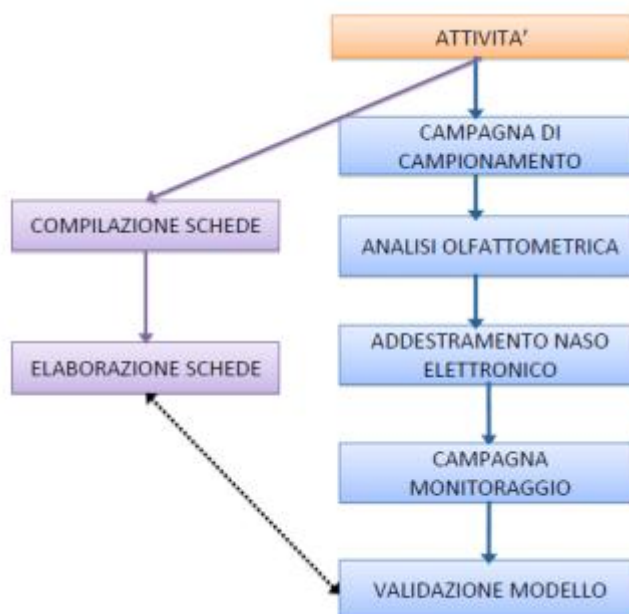 ATTIVITA'
CAMPAGNA DI
CAMPIONAMENTO
COMPILAZIONE SCHEDE
ANALISI OLFATTOMETRICA
ELABORAZIONE SCHEDE
ADDESTRAMENTO NASO
ELETTRONICO
CAMPAGNA
MONITORAGGIO
VALIDAZIONE MODELLO